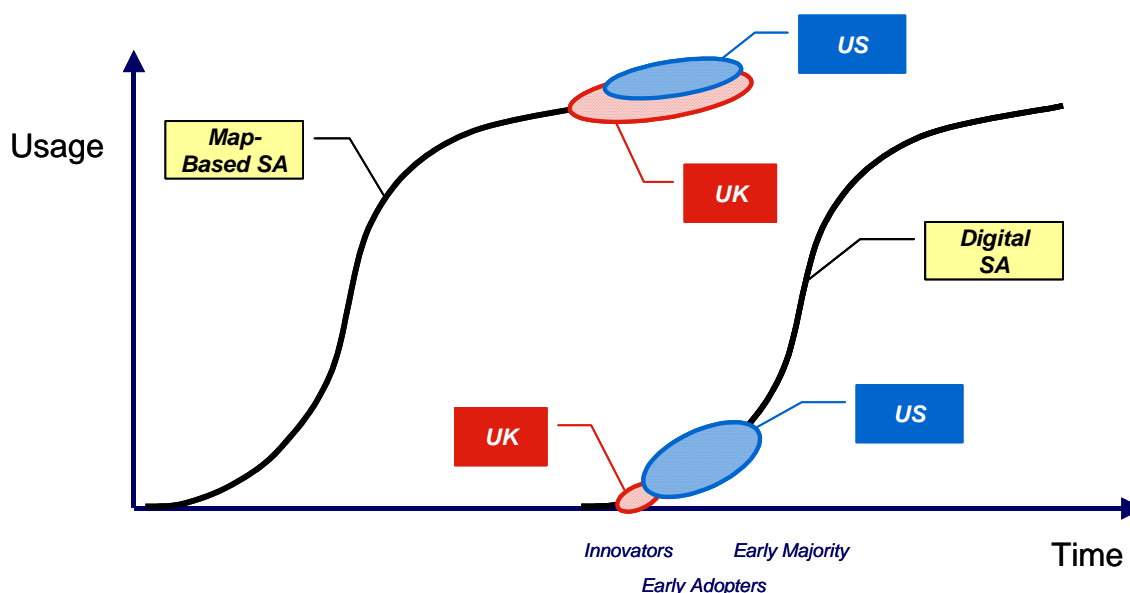 US
Usage
Map-
Based SA
UK
Digital
SA
US
UK
Innovators
Early Majority
Time
Early Adopters